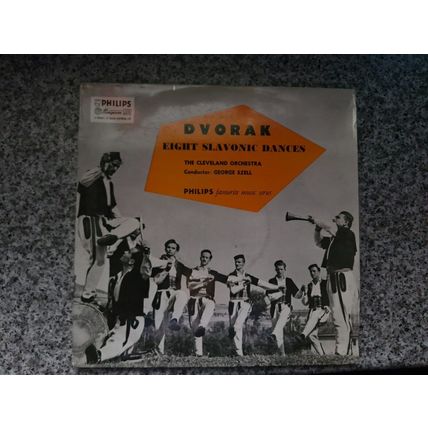 PHILIPS
DVORAK
EIGHT SLAVONIC DANCES
THE CLEVELAND ORCHESTRA
Conductor: GEORGE SZELL
PHILIPS favourite music series